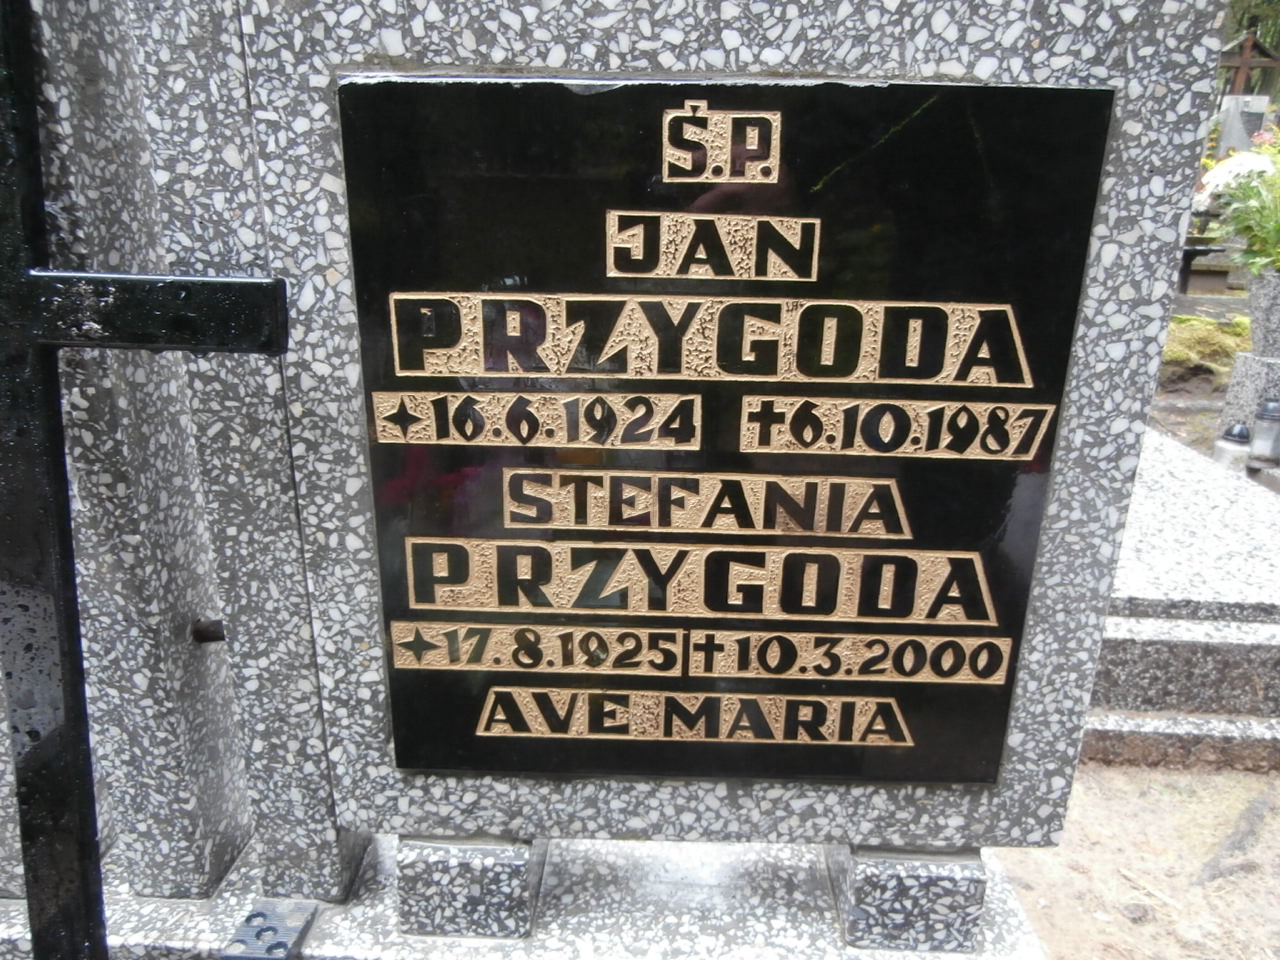 Ś.P.
JAN
PRZYGODA
✦16.6.1924 ✝6.10.1987
STEFANIA
PRZYGODA
✦17.8.1925 ✝10.3.2000
AVE MARIA